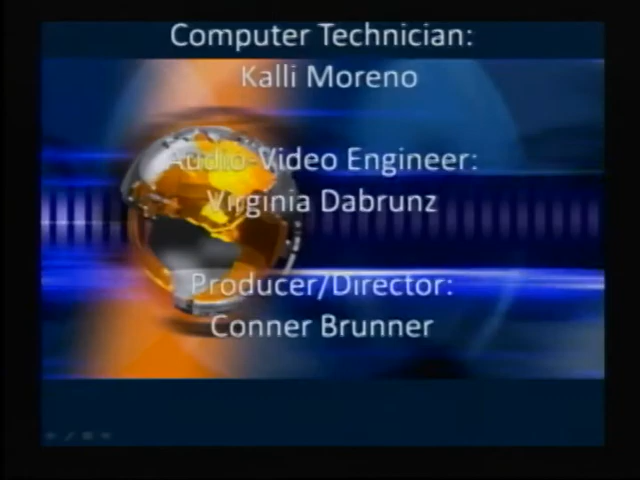 Computer Technician:
Kalli Moreno
Audio-Video Engineer:
Virginia Dabrunz
Producer/Director:
Conner Brunner